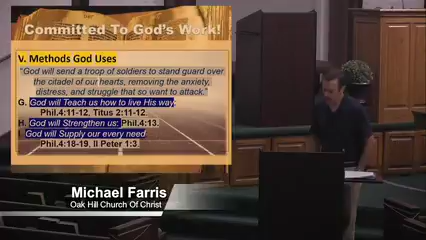 Committed To God's Work!
V. Methods God Uses
"God will send a troop of soldiers to stand guard over
the citadel of our hearts, removing the anxiety,
distress, and struggle that so want to attack."
G. God will Teach us how to live His way.
Phil.4:11-12, Titus 2:11-12.
H. God will Strengthen us: Phil.4:13.
I God will Supply our every need
Phil.4:18-19, II Peter 1:3.
Michael Farris
Oak Hill Church Of Christ